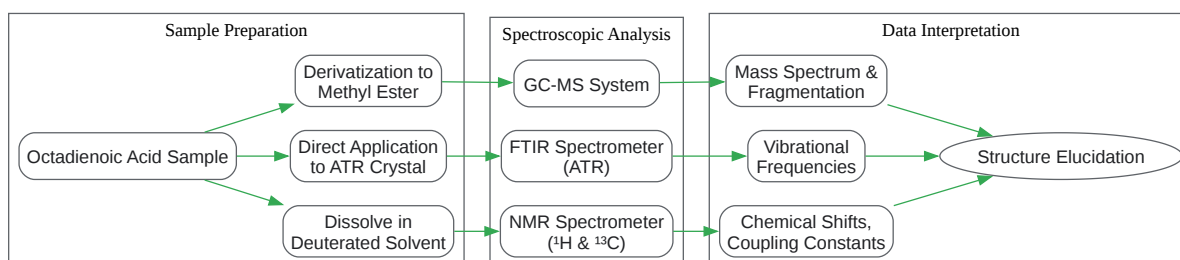 Sample Preparation
Spectroscopic Analysis
Data Interpretation
Derivatization to
Methyl Ester
GC-MS System
Mass Spectrum &
Fragmentation
Octadienoic Acid Sample
Direct Application
to ATR Crystal
FTIR Spectrometer
(ATR)
Vibrational
Frequencies
Structure Elucidation
Dissolve in
Deuterated Solvent
NMR Spectrometer
(¹H & ¹³C)
Chemical Shifts,
Coupling Constants